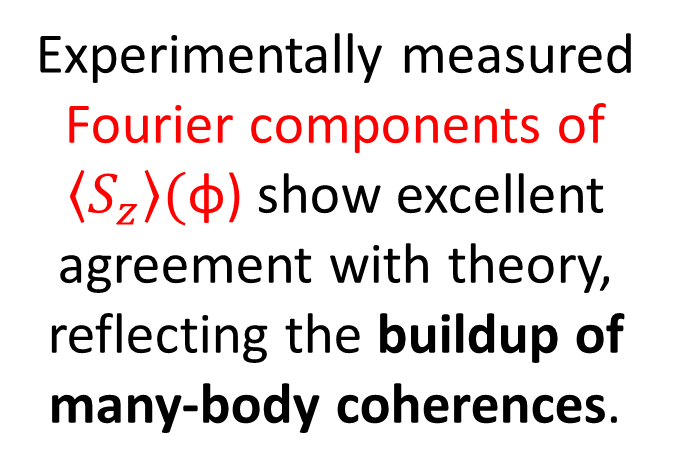 Experimentally measured
Fourier components of
⟨S_z⟩(ϕ) show excellent
agreement with theory,
reflecting the buildup of
many-body coherences.